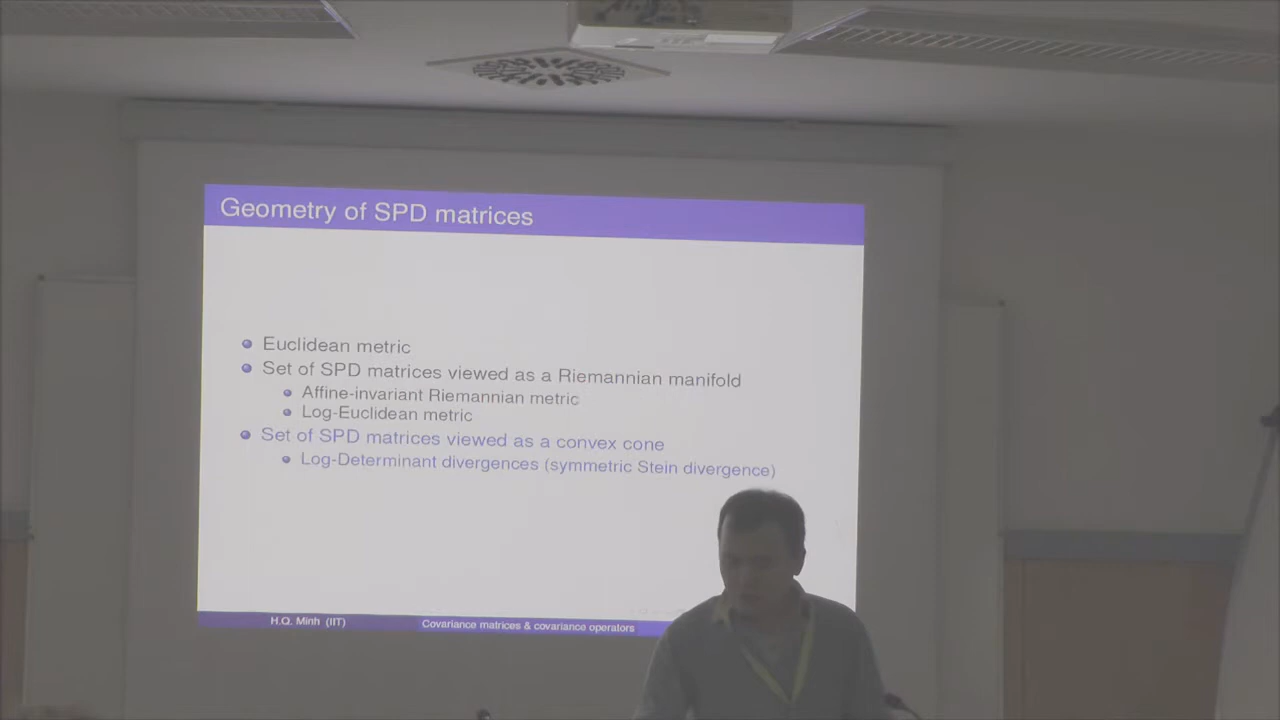 Geometry of SPD matrices
Euclidean metric
Set of SPD matrices viewed as a Riemannian manifold
Affine-invariant Riemannian metric
Log-Euclidean metric
Set of SPD matrices viewed as a convex cone
Log-Determinant divergences (symmetric Stein divergence)
H.Q. Minh (IIT)
Covariance matrices & covariance operators